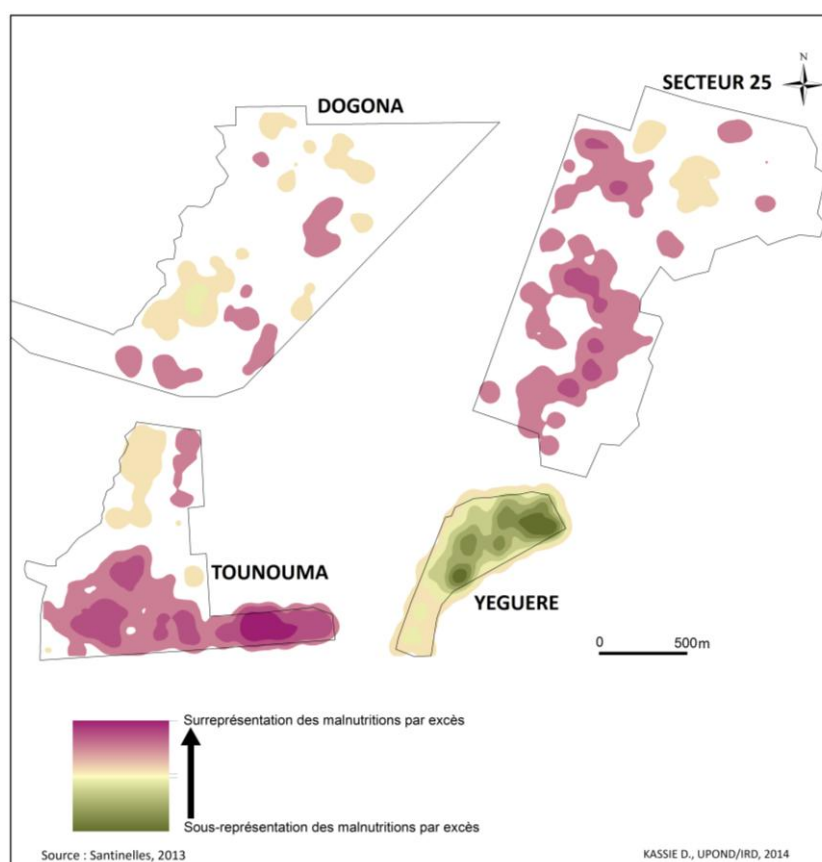 SECTEUR 25
N
DOGONA
TOUNOUMA
YEGUERE
0 500m
Surreprésentation des malnutritions par excès
Sous-représentation des malnutritions par excès
Source : Santinelles, 2013
KASSIE D., UPOND/IRD, 2014